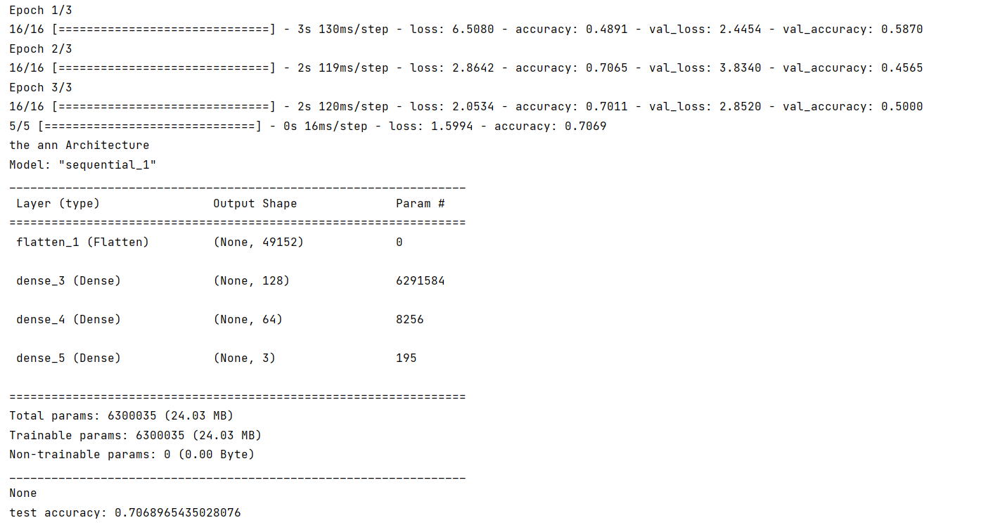 Epoch 1/3
16/16 [==============================] - 3s 130ms/step - loss: 6.5080 - accuracy: 0.4891 - val_loss: 2.4454 - val_accuracy: 0.5870
Epoch 2/3
16/16 [==============================] - 2s 119ms/step - loss: 2.8642 - accuracy: 0.7065 - val_loss: 3.8340 - val_accuracy: 0.4565
Epoch 3/3
16/16 [==============================] - 2s 120ms/step - loss: 2.0534 - accuracy: 0.7011 - val_loss: 2.8520 - val_accuracy: 0.5000
5/5 [==============================] - 0s 16ms/step - loss: 1.5994 - accuracy: 0.7069
the ann Architecture
Model: "sequential_1"
_________________________________________________________________
 Layer (type)                Output Shape              Param #
=================================================================
 flatten_1 (Flatten)         (None, 49152)             0
 dense_3 (Dense)             (None, 128)               6291584
 dense_4 (Dense)             (None, 64)                8256
 dense_5 (Dense)             (None, 3)                 195
=================================================================
Total params: 6300035 (24.03 MB)
Trainable params: 6300035 (24.03 MB)
Non-trainable params: 0 (0.00 Byte)
_________________________________________________________________
None
test accuracy: 0.7068965435028076